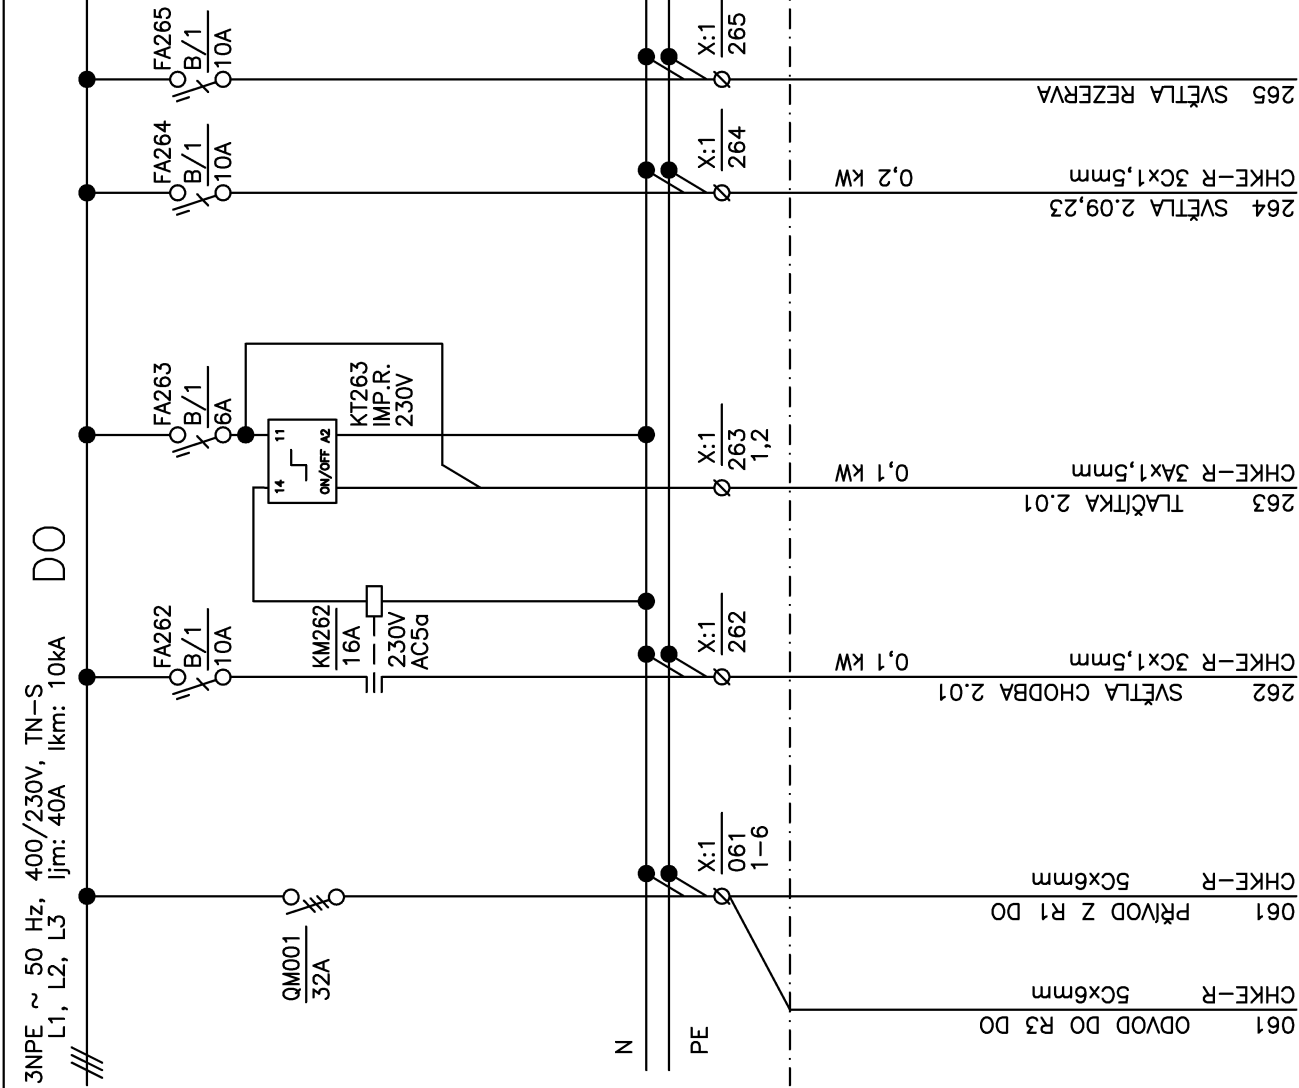 3NPE ~ 50 Hz, 400/230V, TN-S
L1, L2, L3 Ijm: 40A Ikm: 10kA
DO
QM001
32A
FA262
B/1
10A
KM262
16A
230V
AC5a
FA263
B/1
6A
14
11
ON/OFF A2
KT263
IMP.R.
230V
FA264
B/1
10A
FA265
B/1
10A
N
PE
X:1
061
1-6
X:1
262
X:1
263
1,2
X:1
264
X:1
265
CHKE-R 5Cx6mm
061 ODVOD DO R3 DO
CHKE-R 5Cx6mm
061 PŘÍVOD Z R1 DO
CHKE-R 3Cx1,5mm 0,1 kW
262 SVĚTLA CHODBA 2.01
CHKE-R 3Ax1,5mm 0,1 kW
263 TLAČÍTKA 2.01
CHKE-R 3Cx1,5mm 0,2 kW
264 SVĚTLA 2.09,23
265 SVĚTLA REZERVA